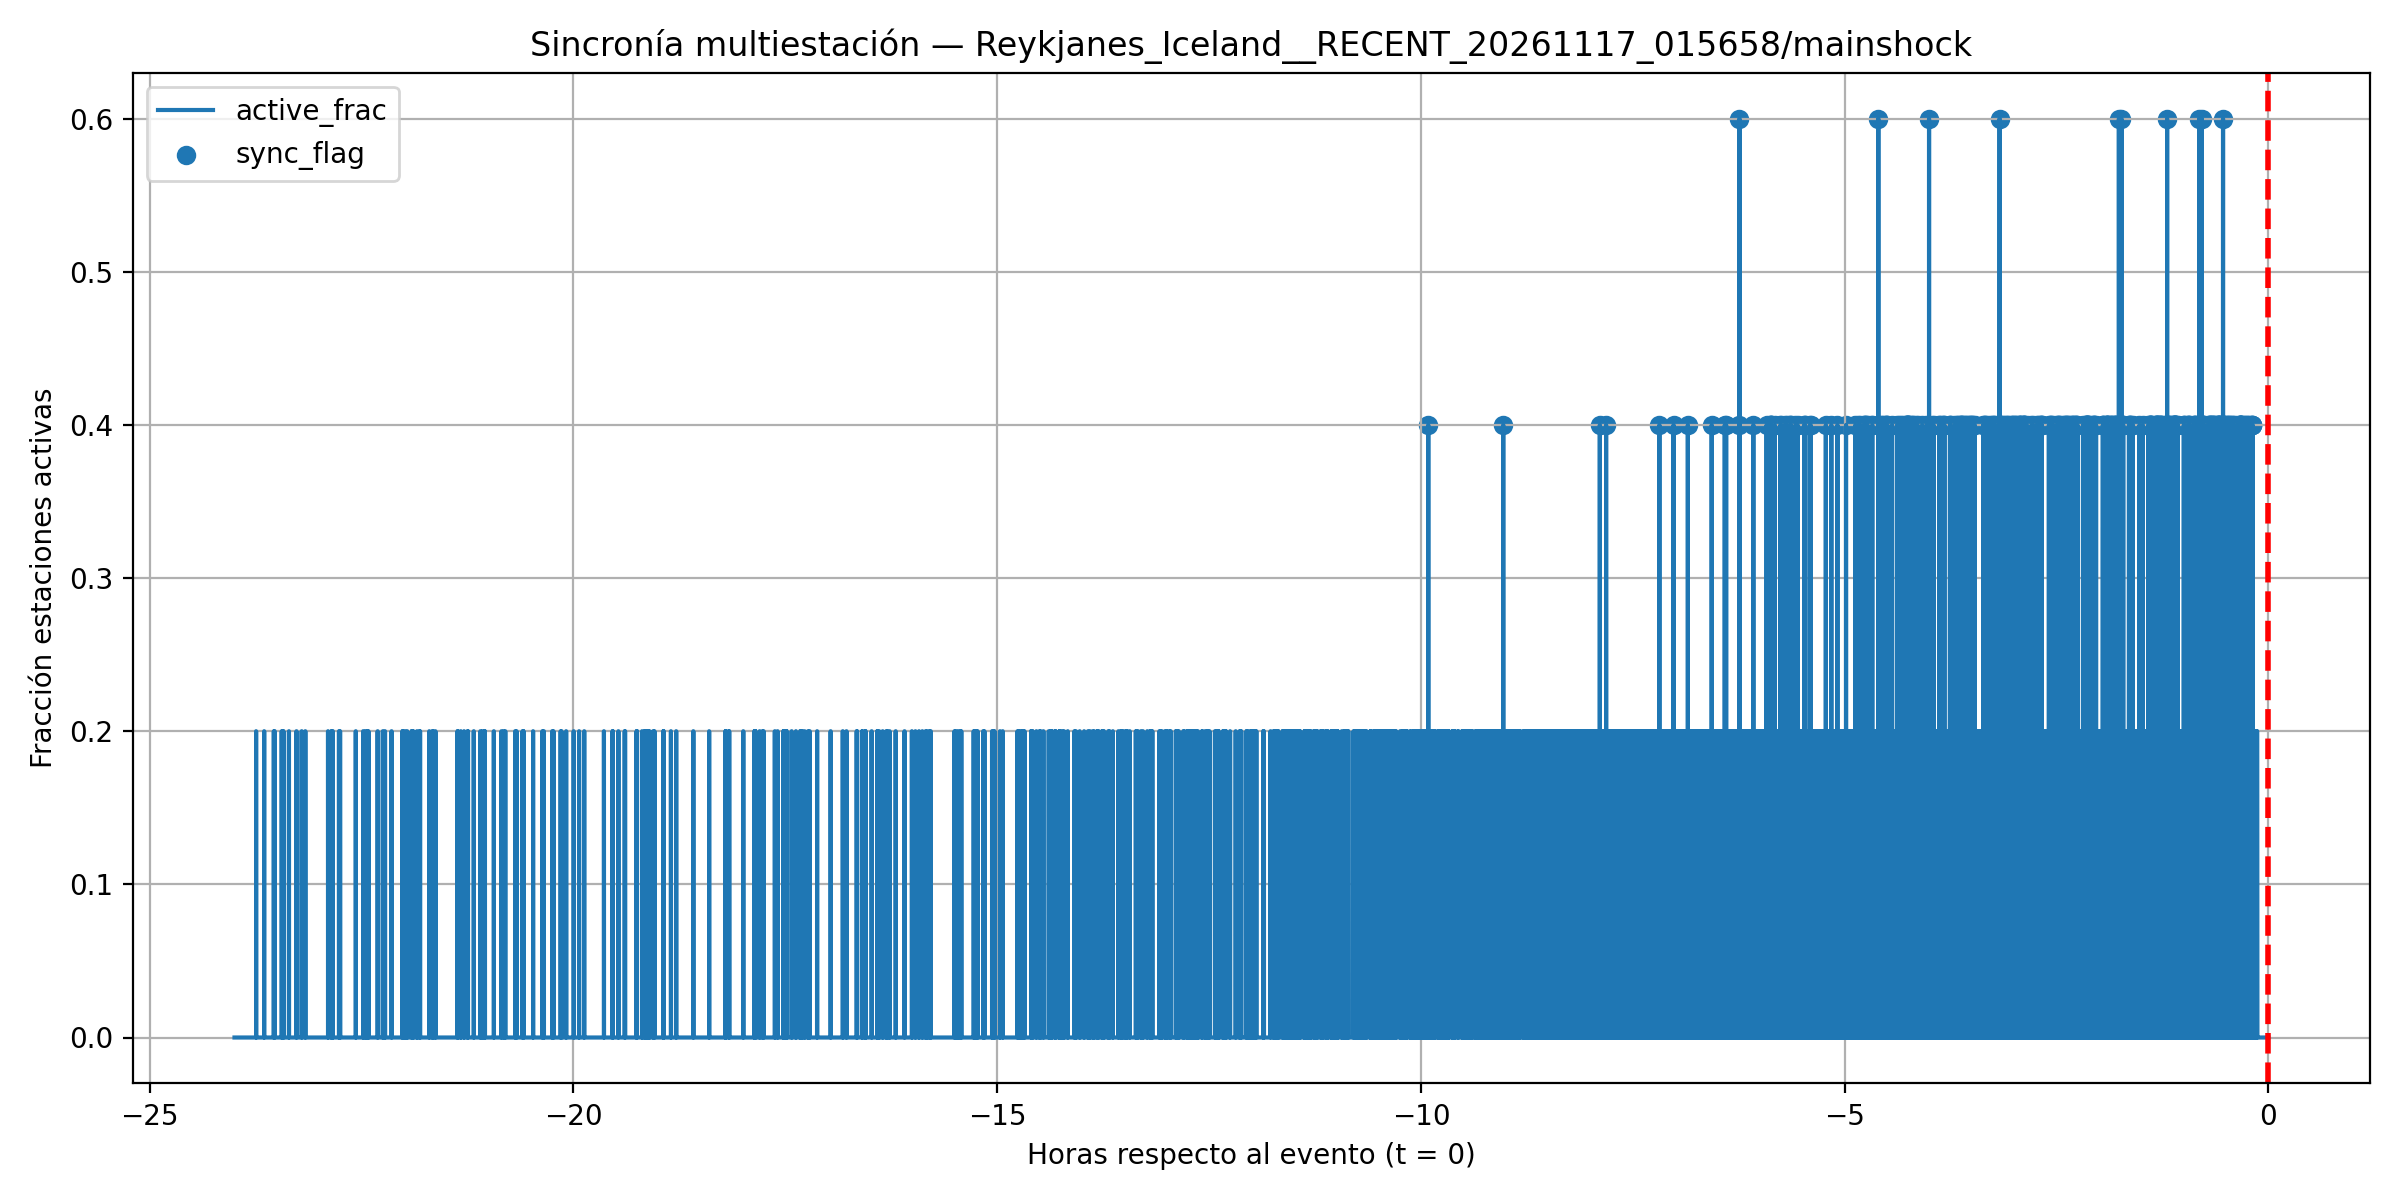 Sincronía multiestación — Reykjanes_Iceland__RECENT_20261117_015658/mainshock
active_frac
sync_flag
Fracción estaciones activas
0.6
0.5
0.4
0.3
0.2
0.1
0.0
−25
−20
−15
−10
−5
0
Horas respecto al evento (t = 0)